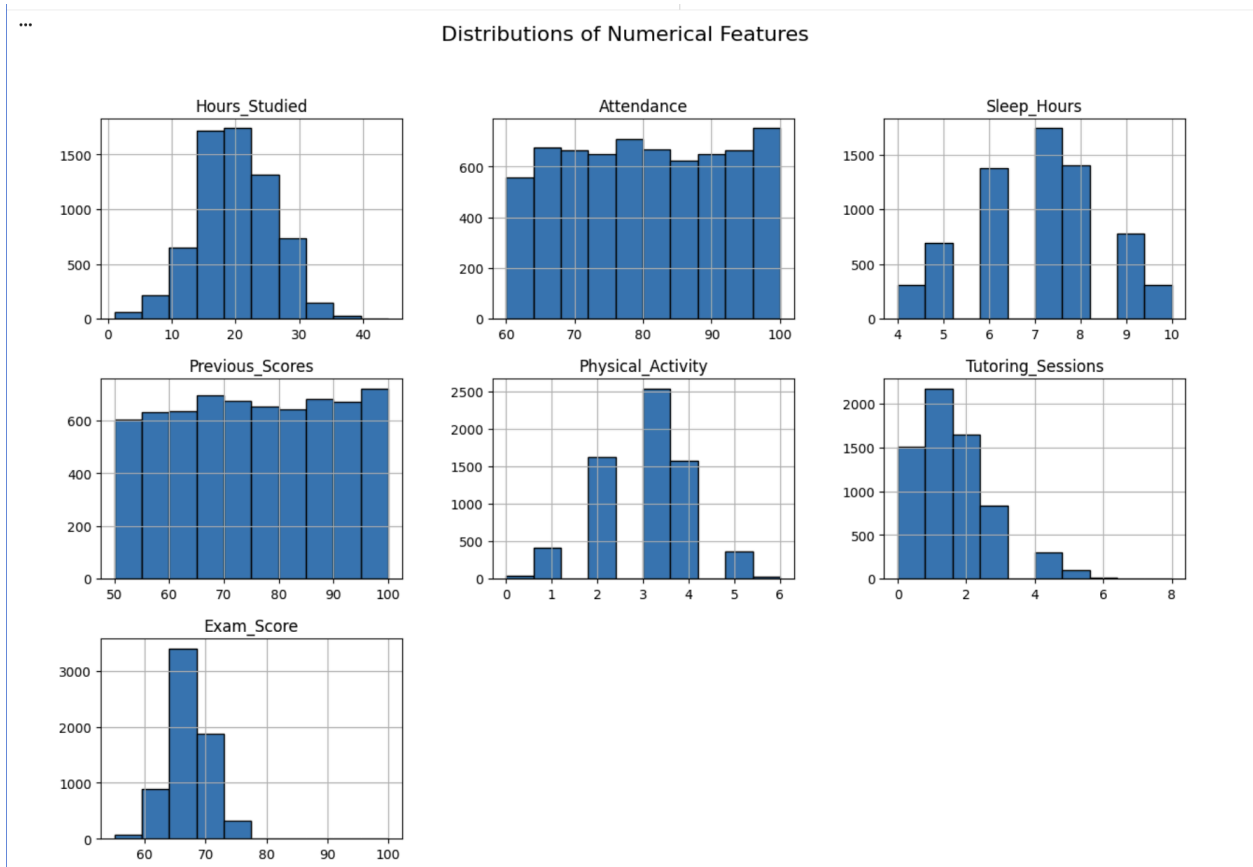 ...
Distributions of Numerical Features
Hours_Studied
1500
1000
500
0
0 10 20 30 40
Attendance
600
400
200
0
60 70 80 90 100
Sleep_Hours
1500
1000
500
0
4 5 6 7 8 9 10
Previous_Scores
600
400
200
0
50 60 70 80 90 100
Physical_Activity
2500
2000
1500
1000
500
0
0 1 2 3 4 5 6
Tutoring_Sessions
2000
1500
1000
500
0
0 2 4 6 8
Exam_Score
3000
2000
1000
0
60 70 80 90 100